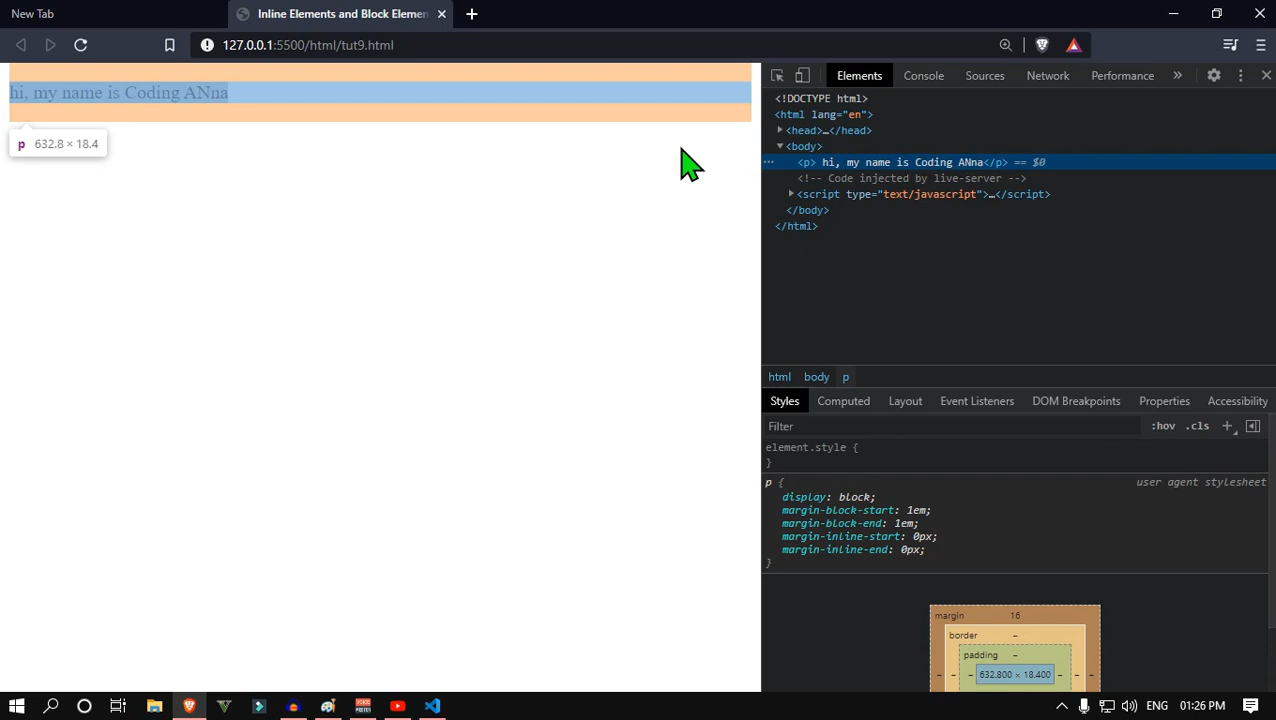 New Tab
Inline Elements and Block Elemen
127.0.0.1:5500/html/tut9.html
hi, my name is Coding ANna
p 632.8 × 18.4
Elements Console Sources Network Performance »
<!DOCTYPE html>
<html lang="en">
<head>…</head>
<body>
<p> hi, my name is Coding ANna</p> == $0
<!-- Code injected by live-server -->
<script type="text/javascript">…</script>
</body>
</html>
html body p
Styles Computed Layout Event Listeners DOM Breakpoints Properties Accessibility
Filter :hov .cls +
element.style {
}
p { user agent stylesheet
display: block;
margin-block-start: 1em;
margin-block-end: 1em;
margin-inline-start: 0px;
margin-inline-end: 0px;
}
margin 16
border –
padding –
– – – 632.800 × 18.400 – – –
ENG 01:26 PM